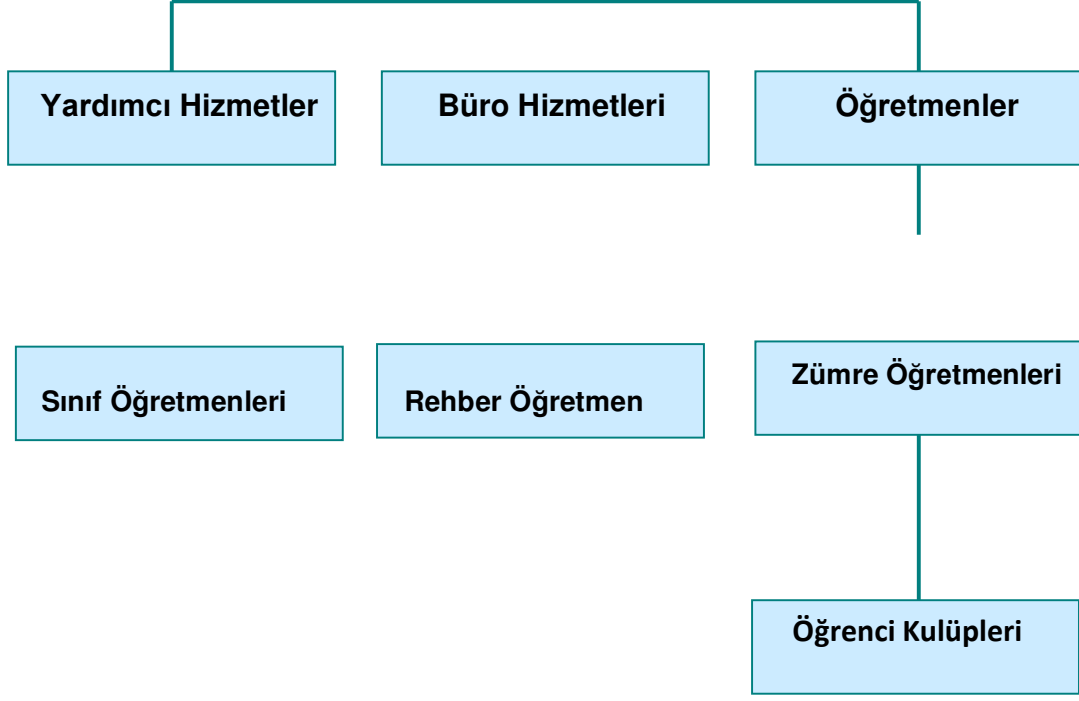 Yardımcı Hizmetler
Büro Hizmetleri
Öğretmenler
Sınıf Öğretmenleri
Rehber Öğretmen
Zümre Öğretmenleri
Öğrenci Kulüpleri